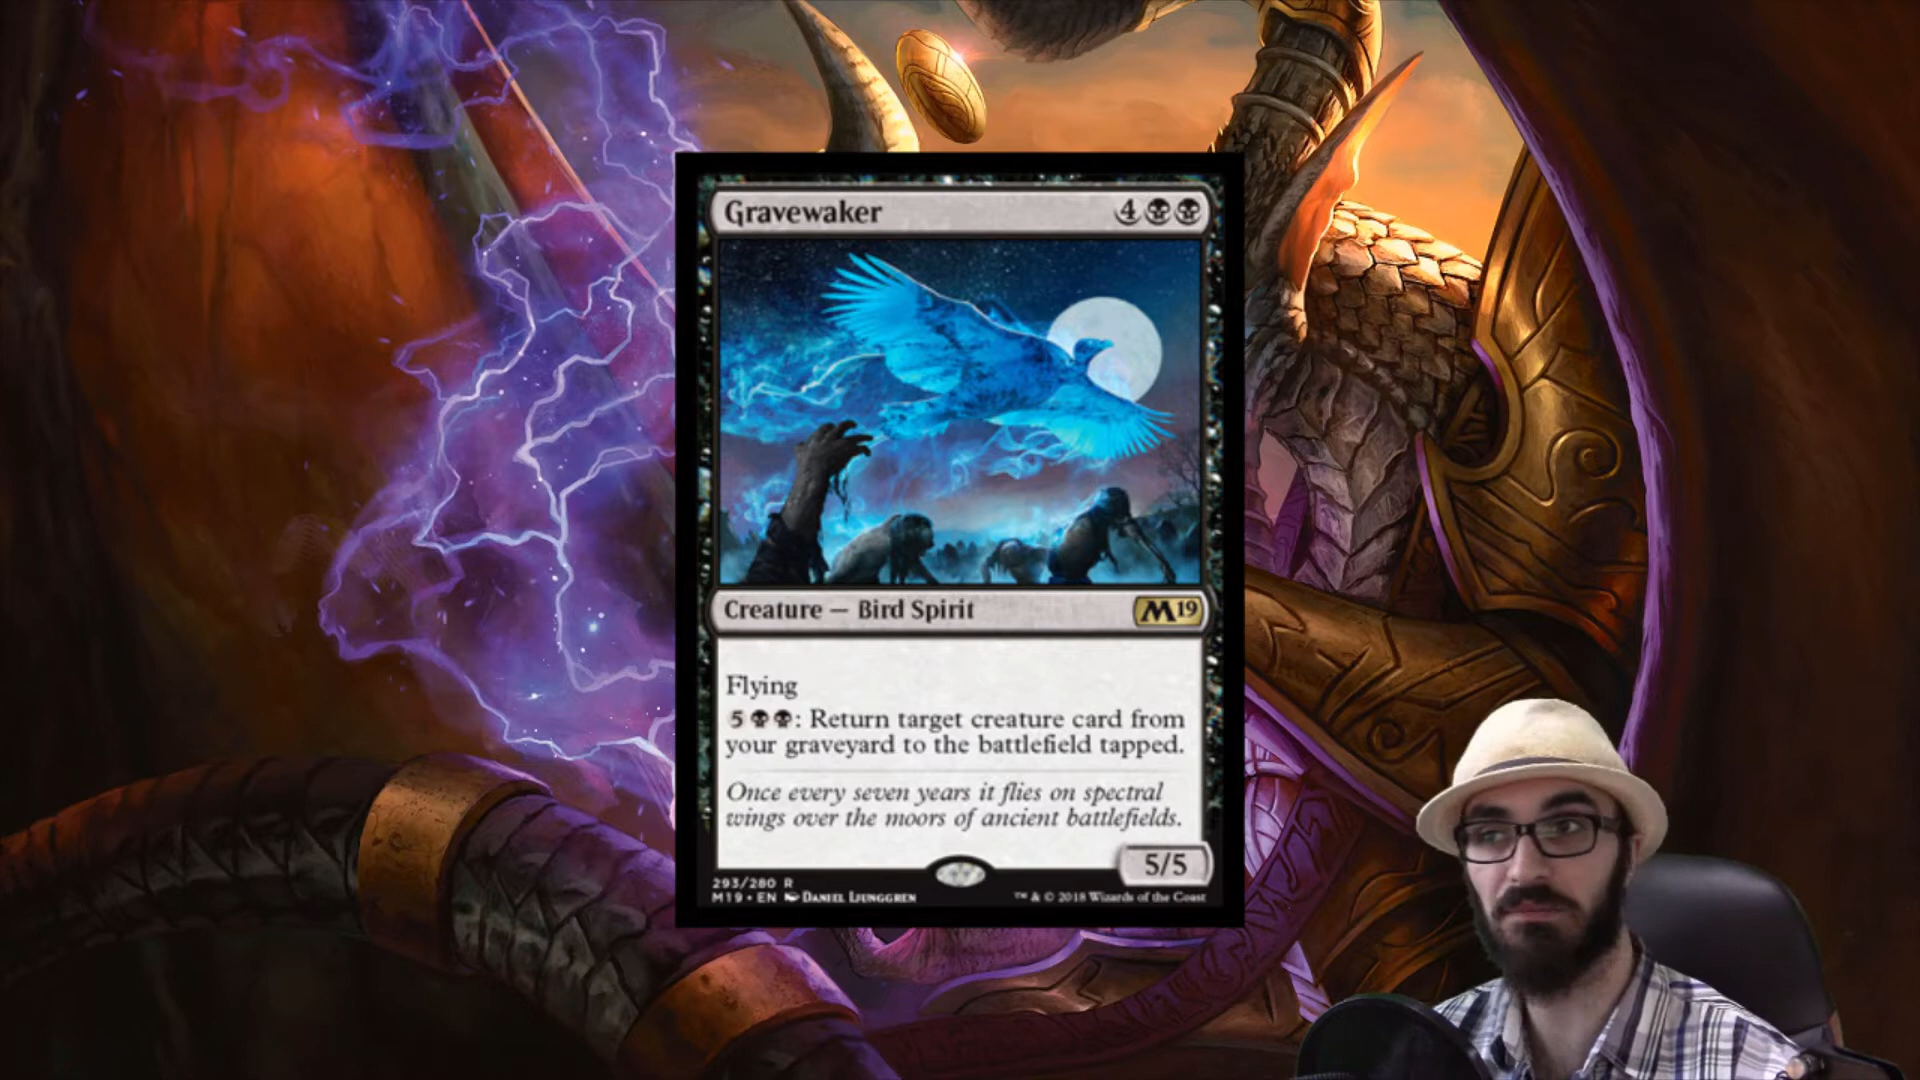 Gravewaker 4
Creature — Bird Spirit M19
Flying
5: Return target creature card from
your graveyard to the battlefield tapped.
Once every seven years it flies on spectral
wings over the moors of ancient battlefields.
5/5
293/280 R
M19 • EN Daniel Ljunggren ™ & © 2018 Wizards of the Coast